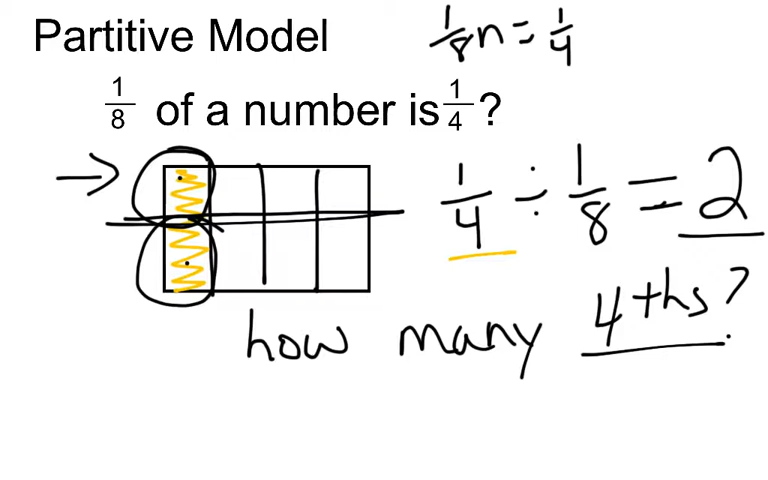 Partitive Model
1/8 n = 1/4
1/8 of a number is 1/4 ?
1/4 ÷ 1/8 = 2
how many 4ths?